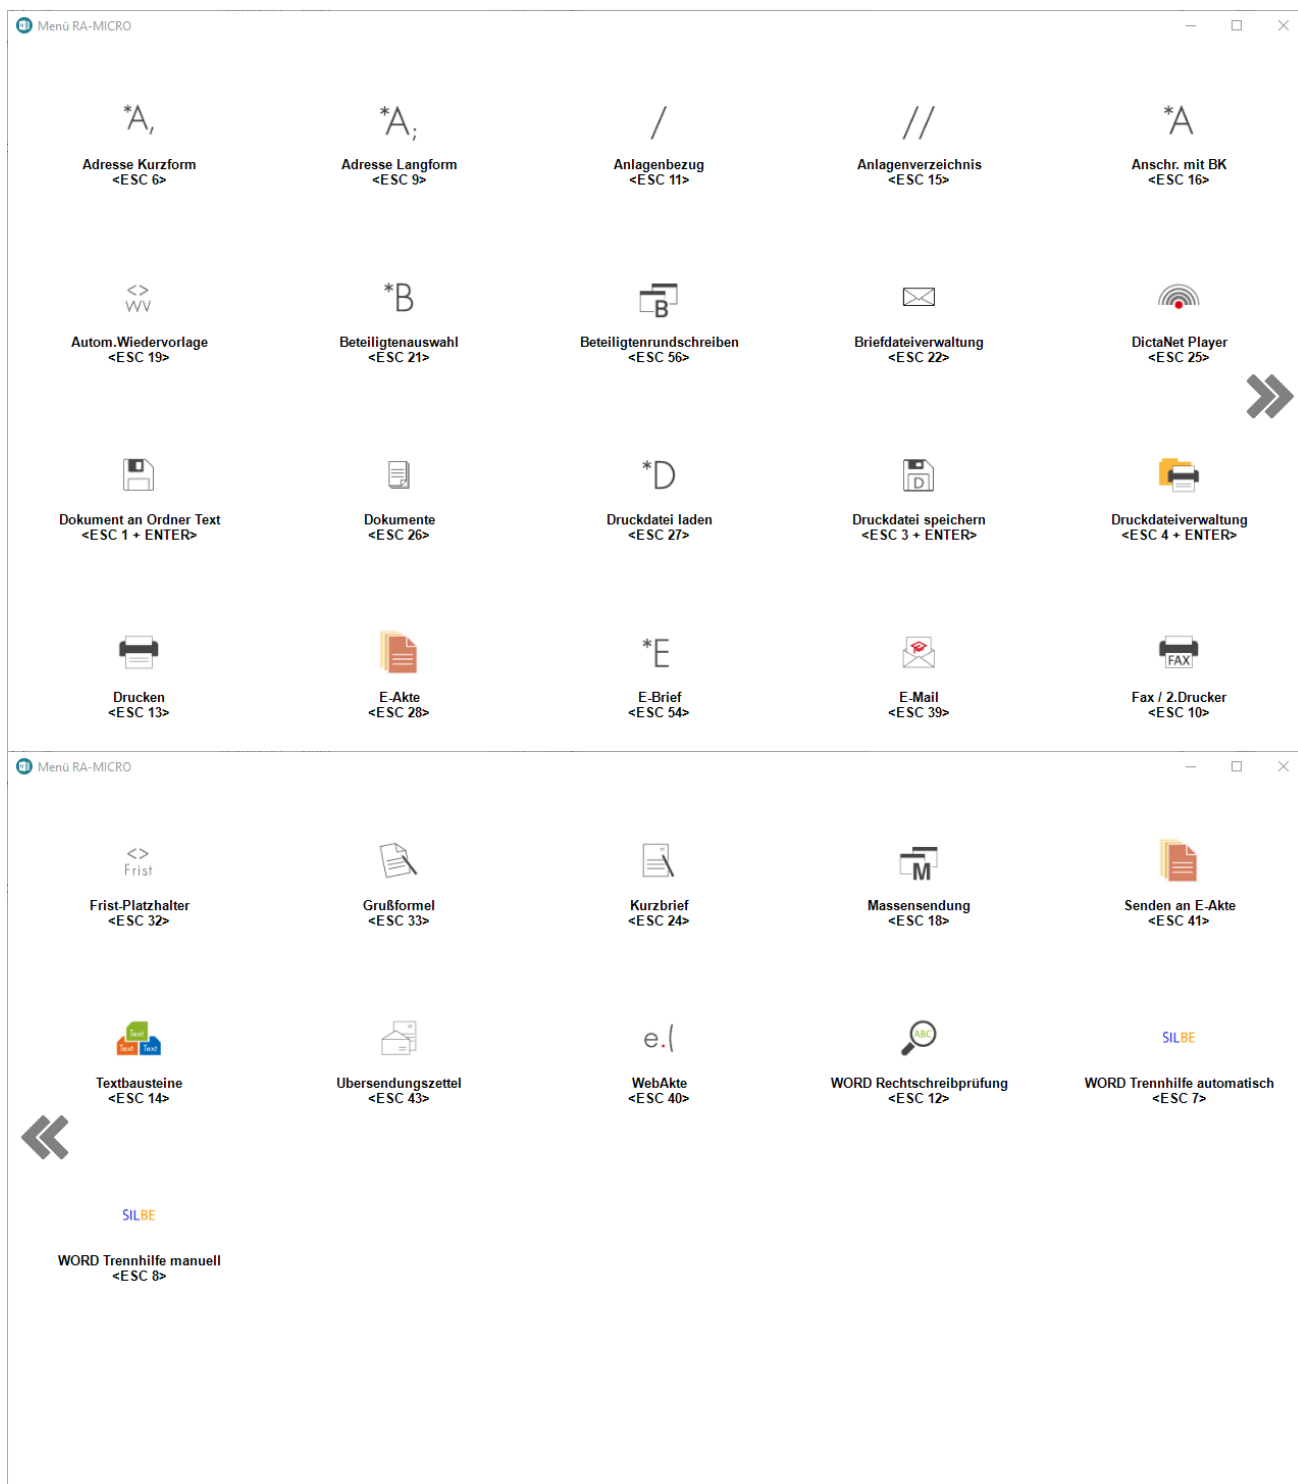 Menü RA-MICRO
*A, *A; / // *A
Adresse Kurzform Adresse Langform Anlagenbezug Anlagenverzeichnis Anschr. mit BK
<ESC 6> <ESC 9> <ESC 11> <ESC 15> <ESC 16>
<> *B
WV B
Autom.Wiedervorlage Beteiligtenauswahl Beteiligtenrundschreiben Briefdateiverwaltung DictaNet Player
<ESC 19> <ESC 21> <ESC 56> <ESC 22> <ESC 25>
*D D
Dokument an Ordner Text Dokumente Druckdatei laden Druckdatei speichern Druckdateiverwaltung
<ESC 1 + ENTER> <ESC 26> <ESC 27> <ESC 3 + ENTER> <ESC 4 + ENTER>
*E FAX
Drucken E-Akte E-Brief E-Mail Fax / 2.Drucker
<ESC 13> <ESC 28> <ESC 54> <ESC 39> <ESC 10>
Menü RA-MICRO
<>
Frist M
Frist-Platzhalter Grußformel Kurzbrief Massensendung Senden an E-Akte
<ESC 32> <ESC 33> <ESC 24> <ESC 18> <ESC 41>
Text
Text Text e.( ABC SILBE
Textbausteine Ubersendungszettel WebAkte WORD Rechtschreibprüfung WORD Trennhilfe automatisch
<ESC 14> <ESC 43> <ESC 40> <ESC 12> <ESC 7>
SILBE
WORD Trennhilfe manuell
<ESC 8>